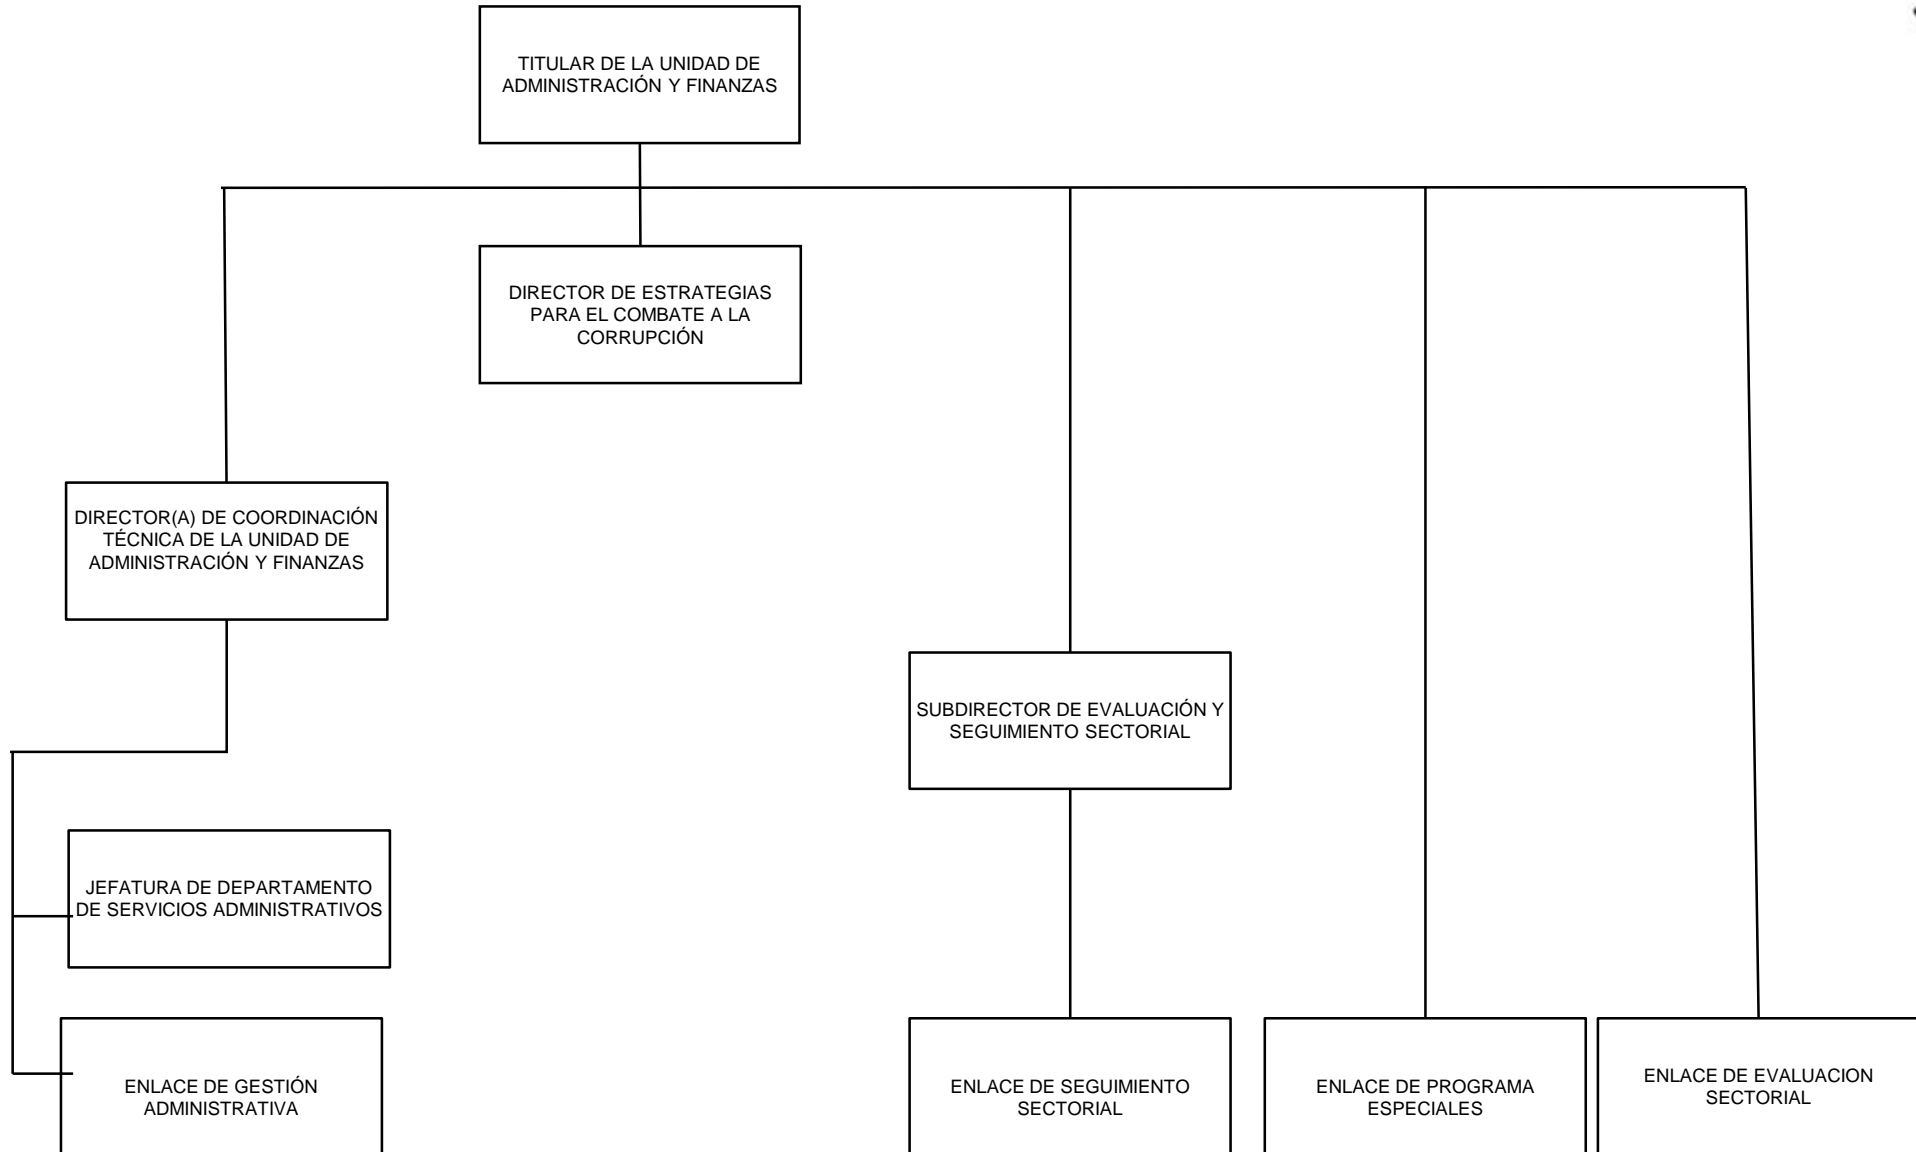 TITULAR DE LA UNIDAD DE
ADMINISTRACIÓN Y FINANZAS
DIRECTOR DE ESTRATEGIAS
PARA EL COMBATE A LA
CORRUPCIÓN
DIRECTOR(A) DE COORDINACIÓN
TÉCNICA DE LA UNIDAD DE
ADMINISTRACIÓN Y FINANZAS
SUBDIRECTOR DE EVALUACIÓN Y
SEGUIMIENTO SECTORIAL
JEFATURA DE DEPARTAMENTO
DE SERVICIOS ADMINISTRATIVOS
ENLACE DE GESTIÓN
ADMINISTRATIVA
ENLACE DE SEGUIMIENTO
SECTORIAL
ENLACE DE PROGRAMA
ESPECIALES
ENLACE DE EVALUACION
SECTORIAL